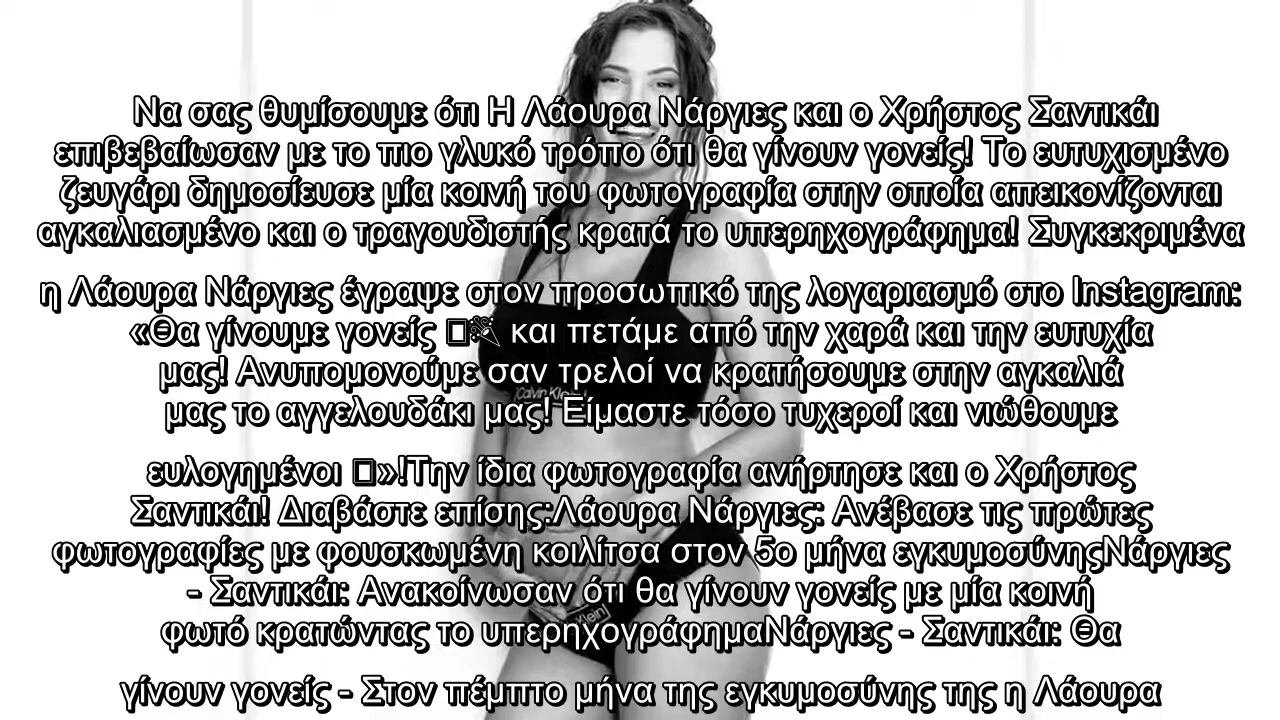 Να σας θυμίσουμε ότι Η Λάουρα Νάργιες και ο Χρήστος Σαντικάι
επιβεβαίωσαν με το πιο γλυκό τρόπο ότι θα γίνουν γονείς! Το ευτυχισμένο
ζευγάρι δημοσίευσε μία κοινή του φωτογραφία στην οποία απεικονίζονται
αγκαλιασμένο και ο τραγουδιστής κρατά το υπερηχογράφημα! Συγκεκριμένα
η Λάουρα Νάργιες έγραψε στον προσωπικό της λογαριασμό στο Instagram:
«Θα γίνουμε γονείς 🎊 και πετάμε από την χαρά και την ευτυχία
μας! Ανυπομονούμε σαν τρελοί να κρατήσουμε στην αγκαλιά
Calvin Klein
μας το αγγελουδάκι μας! Είμαστε τόσο τυχεροί και νιώθουμε
ευλογημένοι »!Την ίδια φωτογραφία ανήρτησε και ο Χρήστος
Σαντικάι! Διαβάστε επίσης:Λάουρα Νάργιες: Ανέβασε τις πρώτες
φωτογραφίες με φουσκωμένη κοιλίτσα στον 5ο μήνα εγκυμοσύνηςΝάργιες
- Σαντικάι: Ανακοίνωσαν ότι θα γίνουν γονείς με μία κοινή
Klein
φωτό κρατώντας το υπερηχογράφημαΝάργιες - Σαντικάι: Θα
γίνουν γονείς - Στον πέμπτο μήνα της εγκυμοσύνης της η Λάουρα